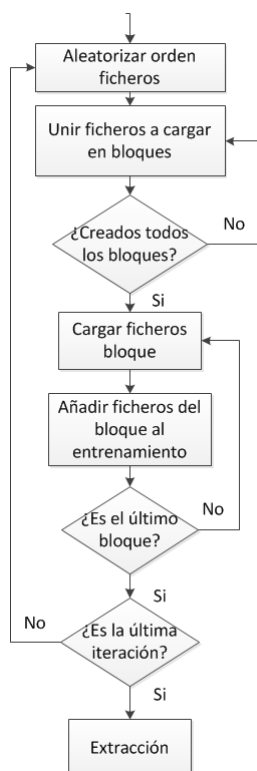 Aleatorizar orden
ficheros
Unir ficheros a cargar
en bloques
¿Creados todos
los bloques?
No
Si
Cargar ficheros
bloque
Añadir ficheros del
bloque al
entrenamiento
¿Es el último
bloque?
No
Si
¿Es la última
iteración?
No
Si
Extracción